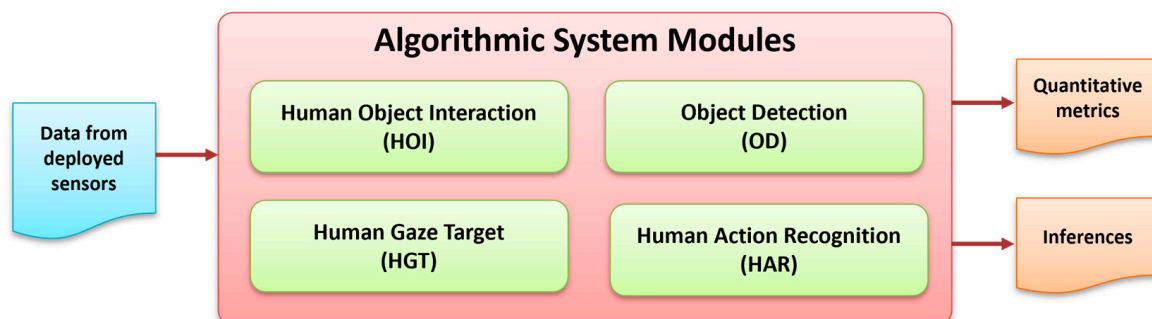 Algorithmic System Modules
Data from
deployed
sensors
Human Object Interaction
(HOI)
Object Detection
(OD)
Human Gaze Target
(HGT)
Human Action Recognition
(HAR)
Quantitative
metrics
Inferences